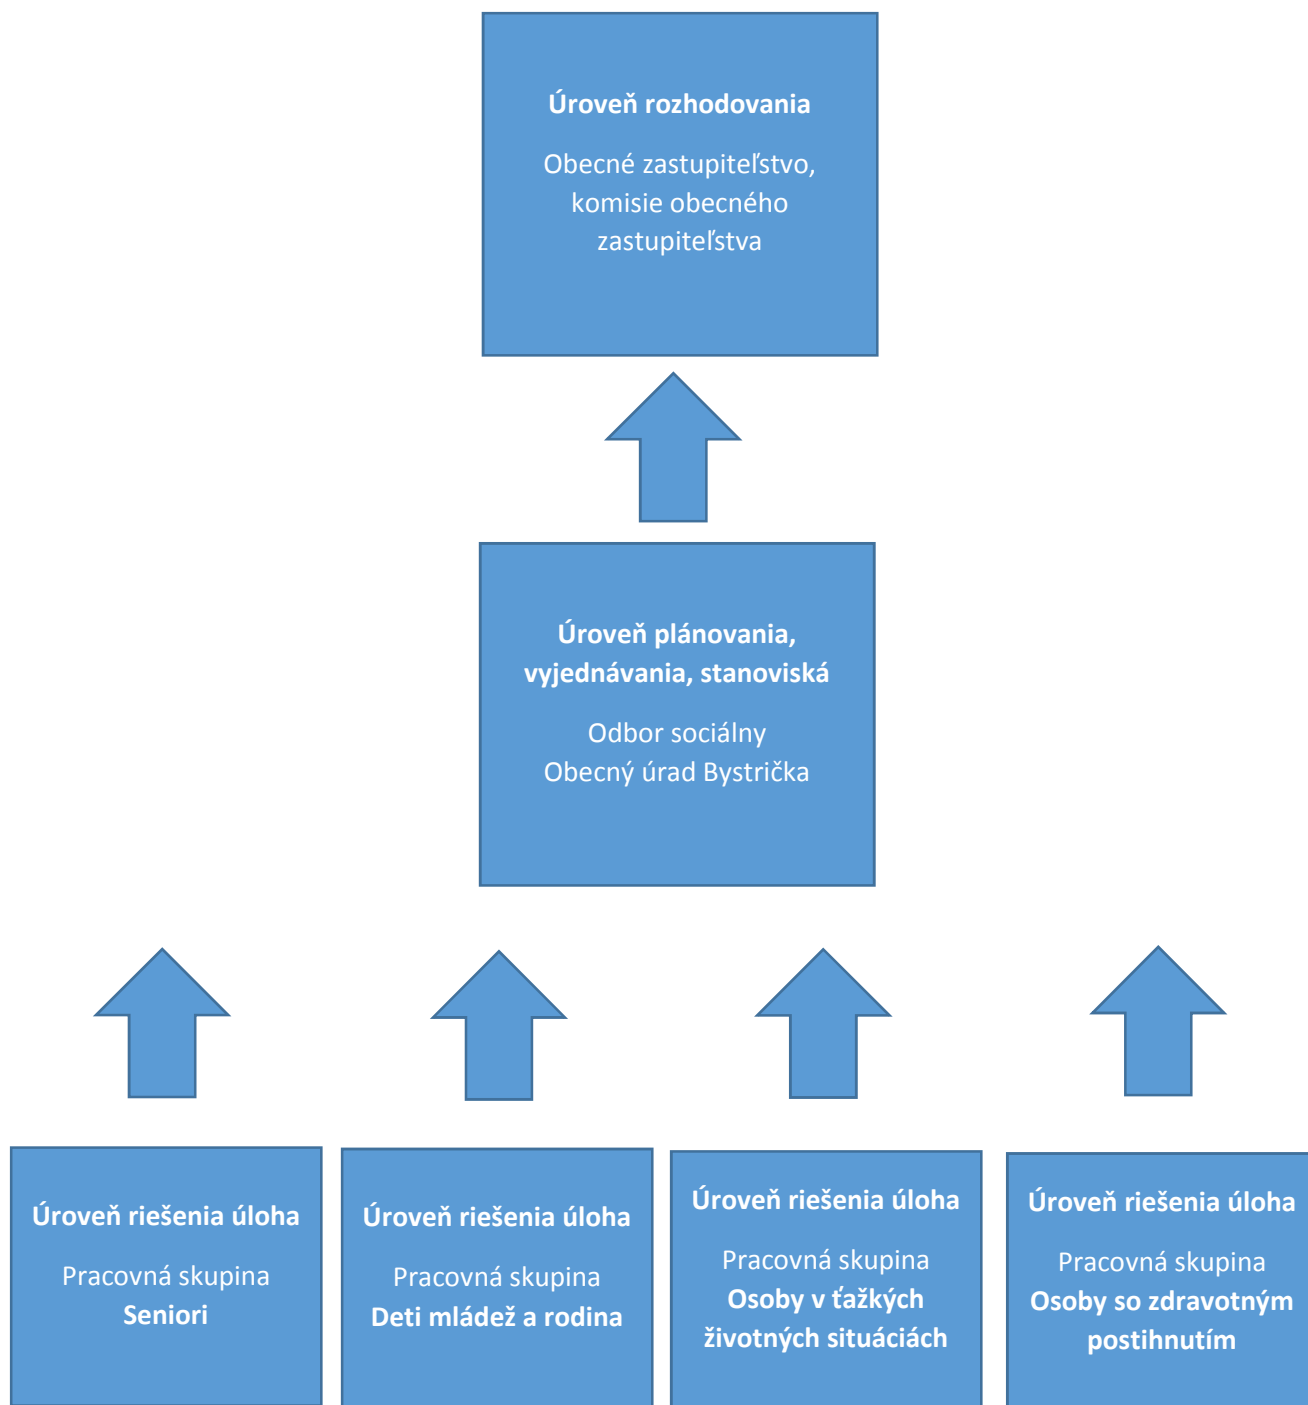 Úroveň rozhodovania
Obecné zastupiteľstvo,
komisie obecného
zastupiteľstva
Úroveň plánovania,
vyjednávania, stanoviská
Odbor sociálny
Obecný úrad Bystrička
Úroveň riešenia úloha
Pracovná skupina
Seniori
Úroveň riešenia úloha
Pracovná skupina
Deti mládež a rodina
Úroveň riešenia úloha
Pracovná skupina
Osoby v ťažkých
životných situáciách
Úroveň riešenia úloha
Pracovná skupina
Osoby so zdravotným
postihnutím